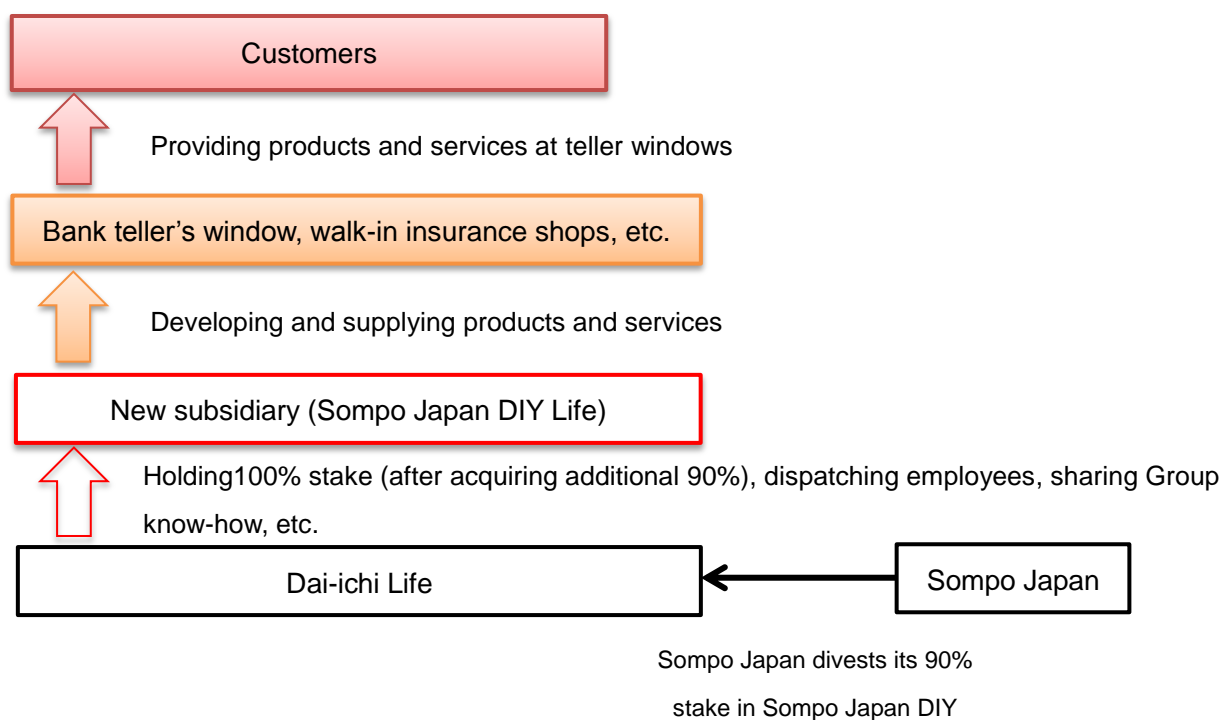 Customers
Providing products and services at teller windows
Bank teller’s window, walk-in insurance shops, etc.
Developing and supplying products and services
New subsidiary (Sompo Japan DIY Life)
Holding100% stake (after acquiring additional 90%), dispatching employees, sharing Group
know-how, etc.
Dai-ichi Life
Sompo Japan
Sompo Japan divests its 90%
stake in Sompo Japan DIY